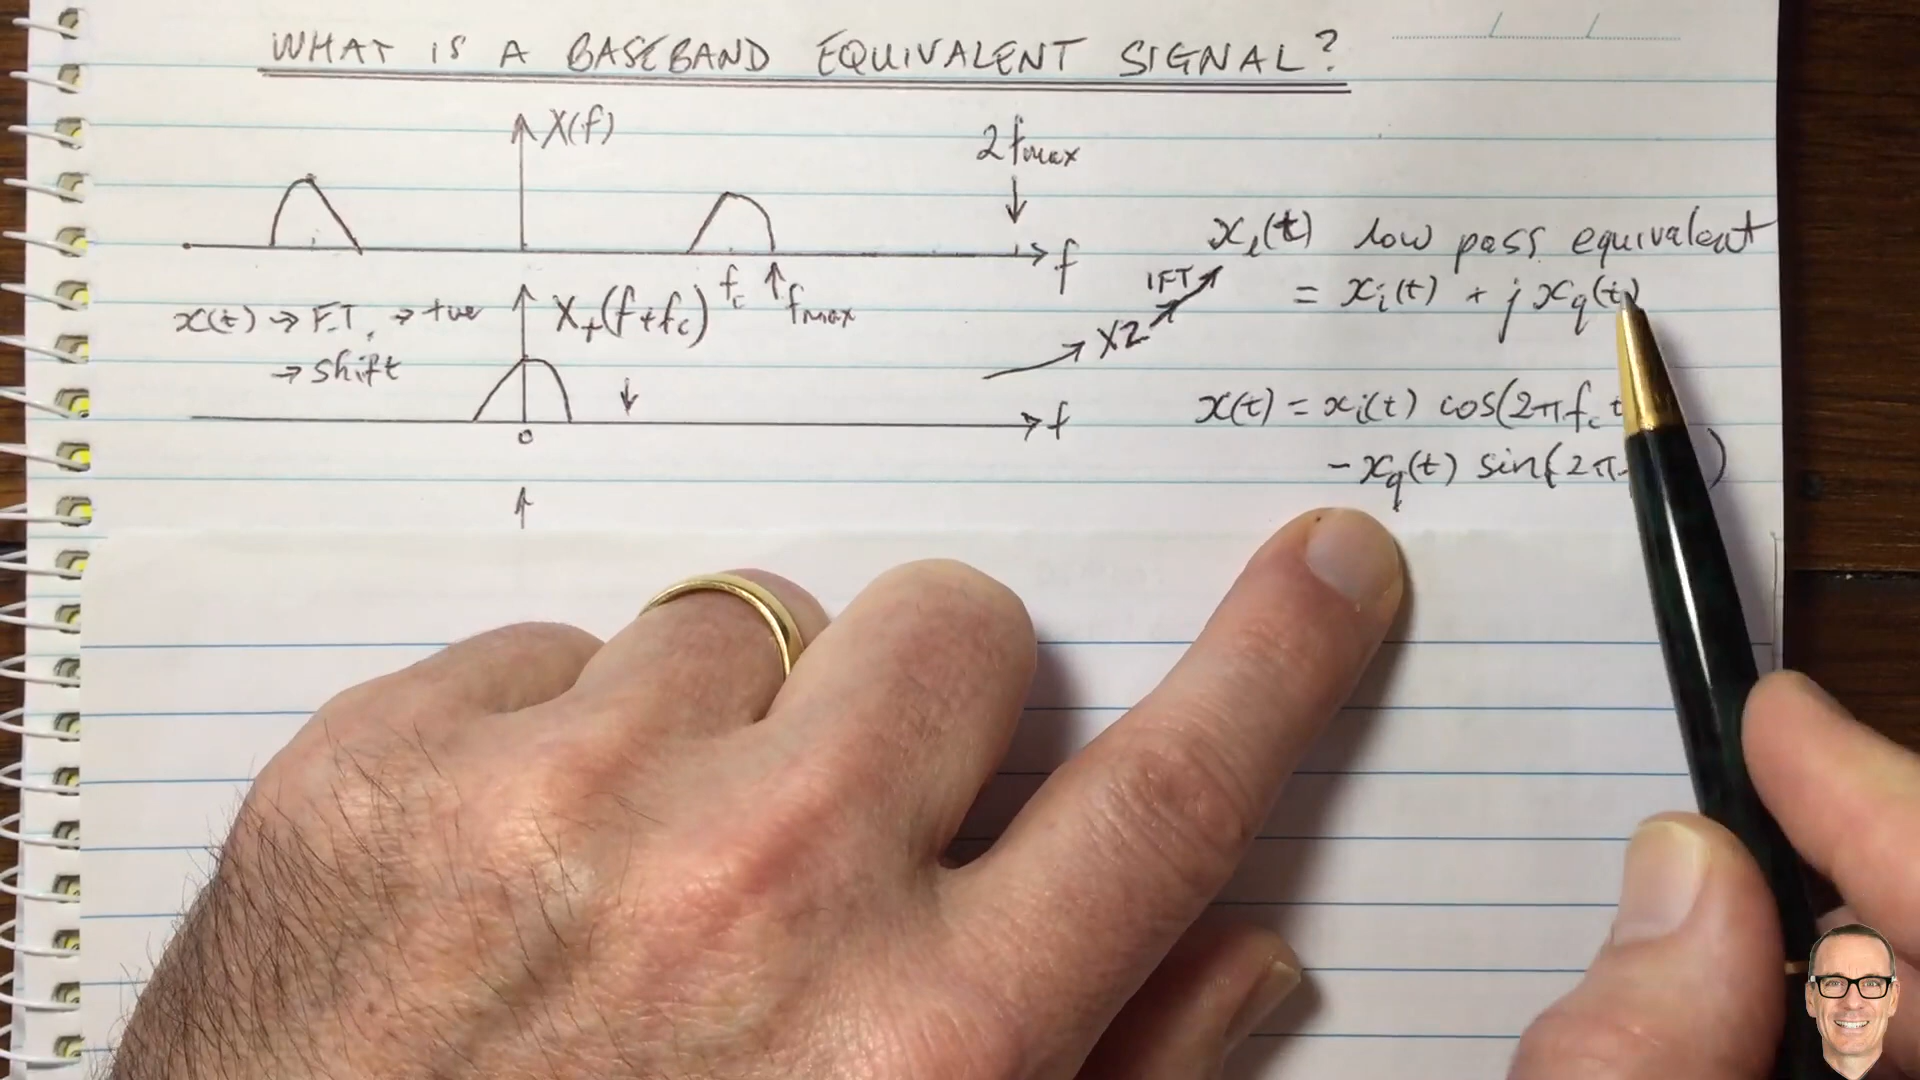 WHAT IS A BASEBAND EQUIVALENT SIGNAL?
X(f)
2fmax
f
fc
fmax
x(t) → FT → +ve
→ shift
X+(f+fc)
0
f
X2
IFT
xl(t) low pass equivalent
= xi(t) + j xq(t)
x(t) = xi(t) cos(2πfc t
- xq(t) sin(2π )